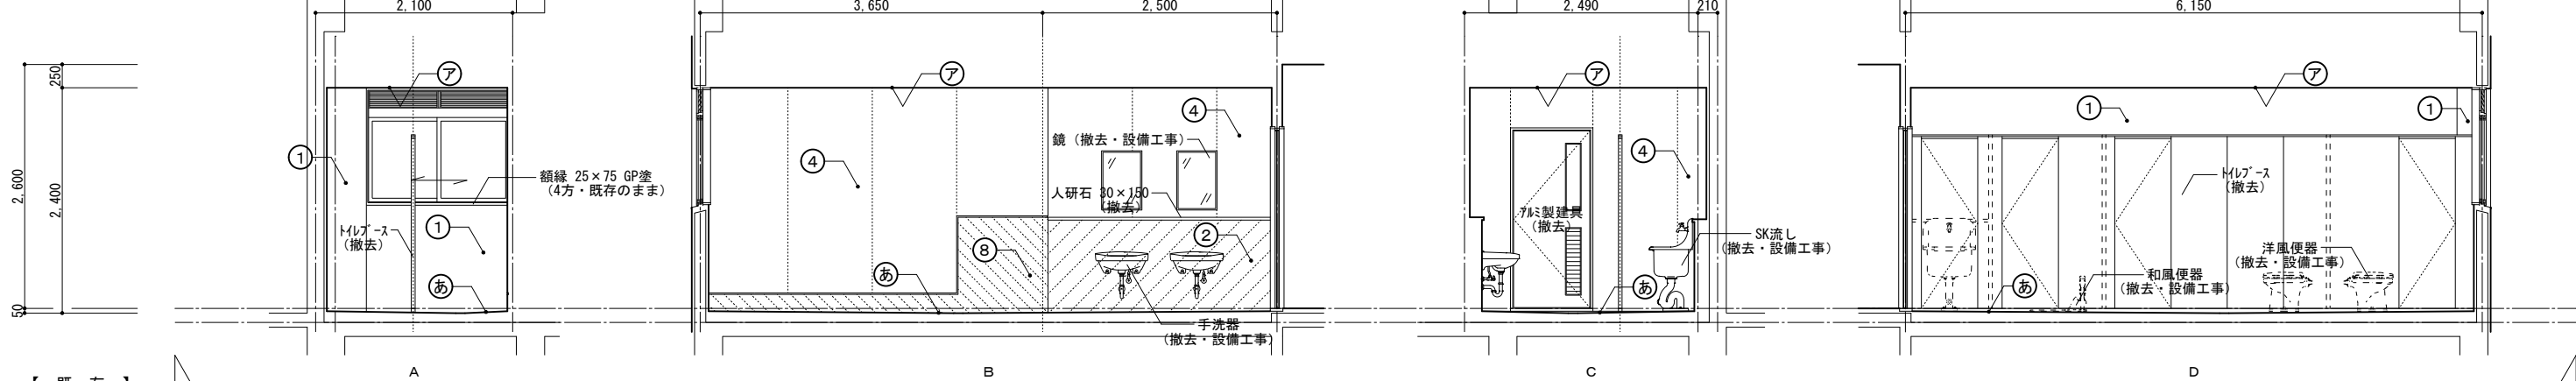 2,100
3,650
2,500
2,490
210
6,150
250
2,600
2,400
50
ア
ア
ア
ア
①
①
あ
額縁 25×75 GP塗
(4方・既存のまま)
トイレブース
(撤去)
A
④
④
鏡(撤去・設備工事)
人研石 30×150
(撤去)
⑧
②
あ
手洗器
(撤去・設備工事)
B
④
アルミ製建具
(撤去)
SK流し
(撤去・設備工事)
あ
C
①
①
トイレブース
(撤去)
洋風便器
(撤去・設備工事)
和風便器
(撤去・設備工事)
あ
D
【 既 存 】